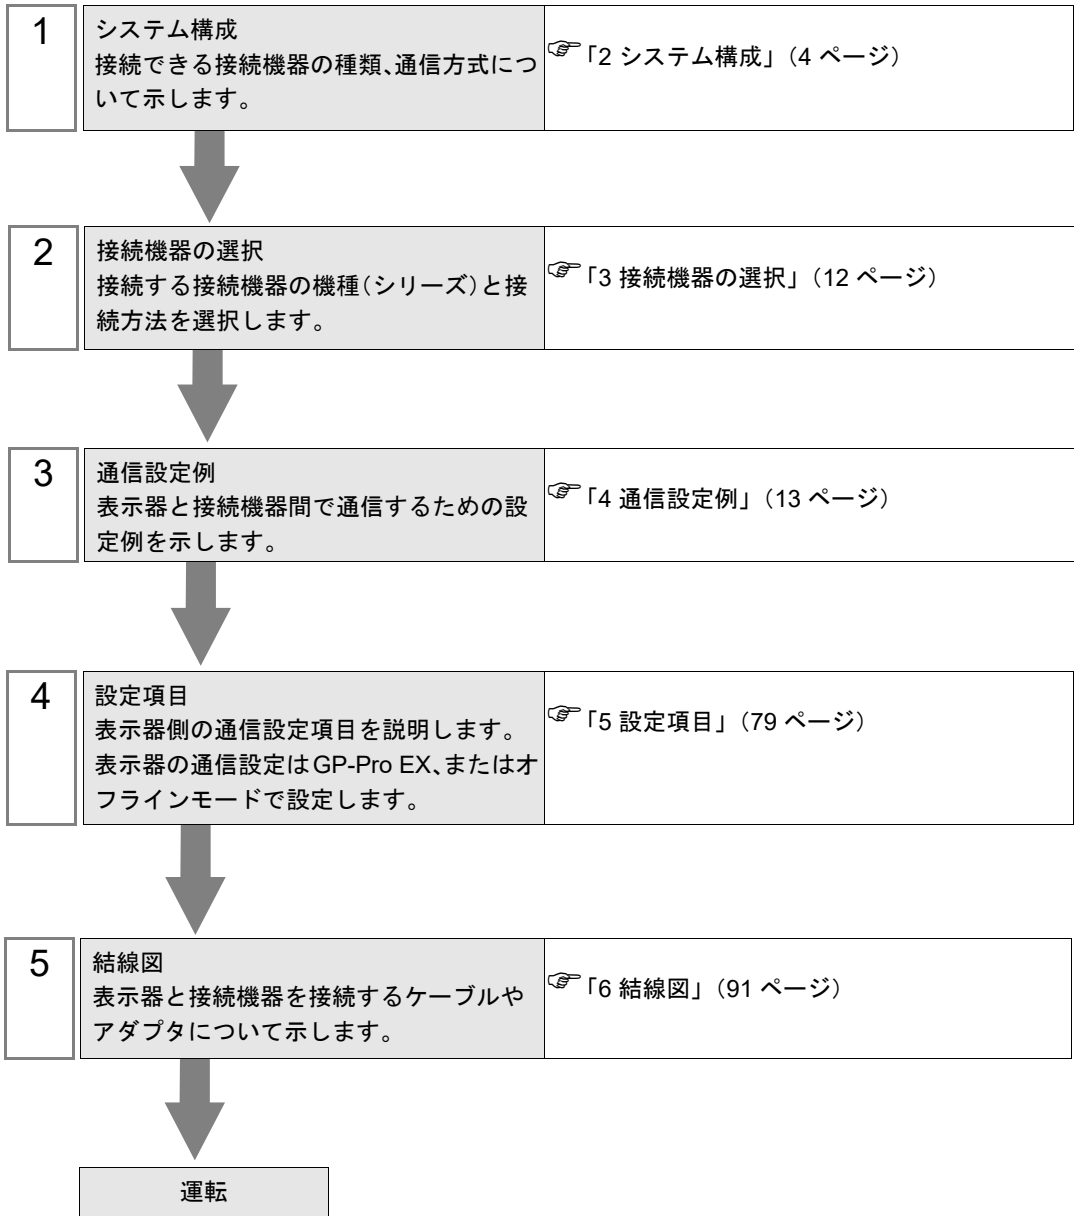 1
システム構成
接続できる接続機器の種類、通信方式につ
いて示します。
☞「2 システム構成」(4 ページ)
2
接続機器の選択
接続する接続機器の機種(シリーズ)と接
続方法を選択します。
☞「3 接続機器の選択」(12 ページ)
3
通信設定例
表示器と接続機器間で通信するための設
定例を示します。
☞「4 通信設定例」(13 ページ)
4
設定項目
表示器側の通信設定項目を説明します。
表示器の通信設定はGP-Pro EX、またはオ
フラインモードで設定します。
☞「5 設定項目」(79 ページ)
5
結線図
表示器と接続機器を接続するケーブルや
アダプタについて示します。
☞「6 結線図」(91 ページ)
運転